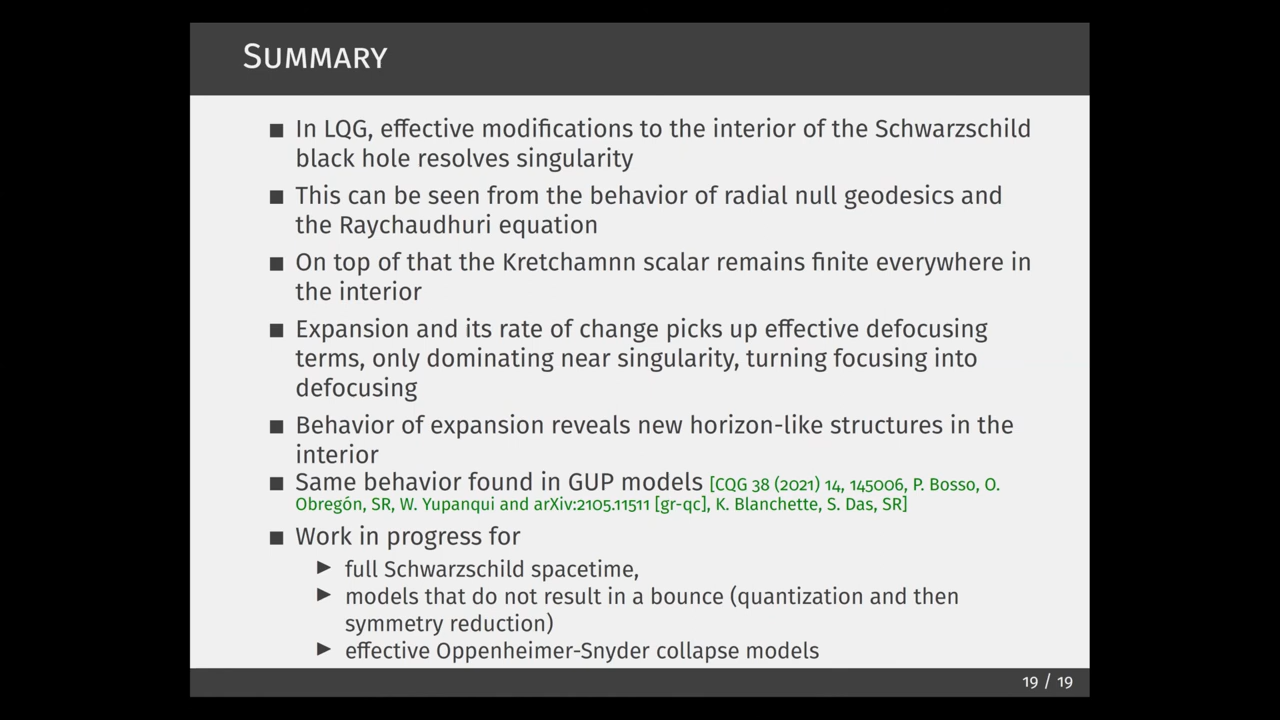 SUMMARY
■ In LQG, effective modifications to the interior of the Schwarzschild
black hole resolves singularity
■ This can be seen from the behavior of radial null geodesics and
the Raychaudhuri equation
■ On top of that the Kretchamnn scalar remains finite everywhere in
the interior
■ Expansion and its rate of change picks up effective defocusing
terms, only dominating near singularity, turning focusing into
defocusing
■ Behavior of expansion reveals new horizon-like structures in the
interior
■ Same behavior found in GUP models [CQG 38 (2021) 14, 145006, P. Bosso, O.
Obregón, SR, W. Yupanqui and arXiv:2105.11511 [gr-qc], K. Blanchette, S. Das, SR]
■ Work in progress for
▶ full Schwarzschild spacetime,
▶ models that do not result in a bounce (quantization and then
symmetry reduction)
▶ effective Oppenheimer-Snyder collapse models
19 / 19